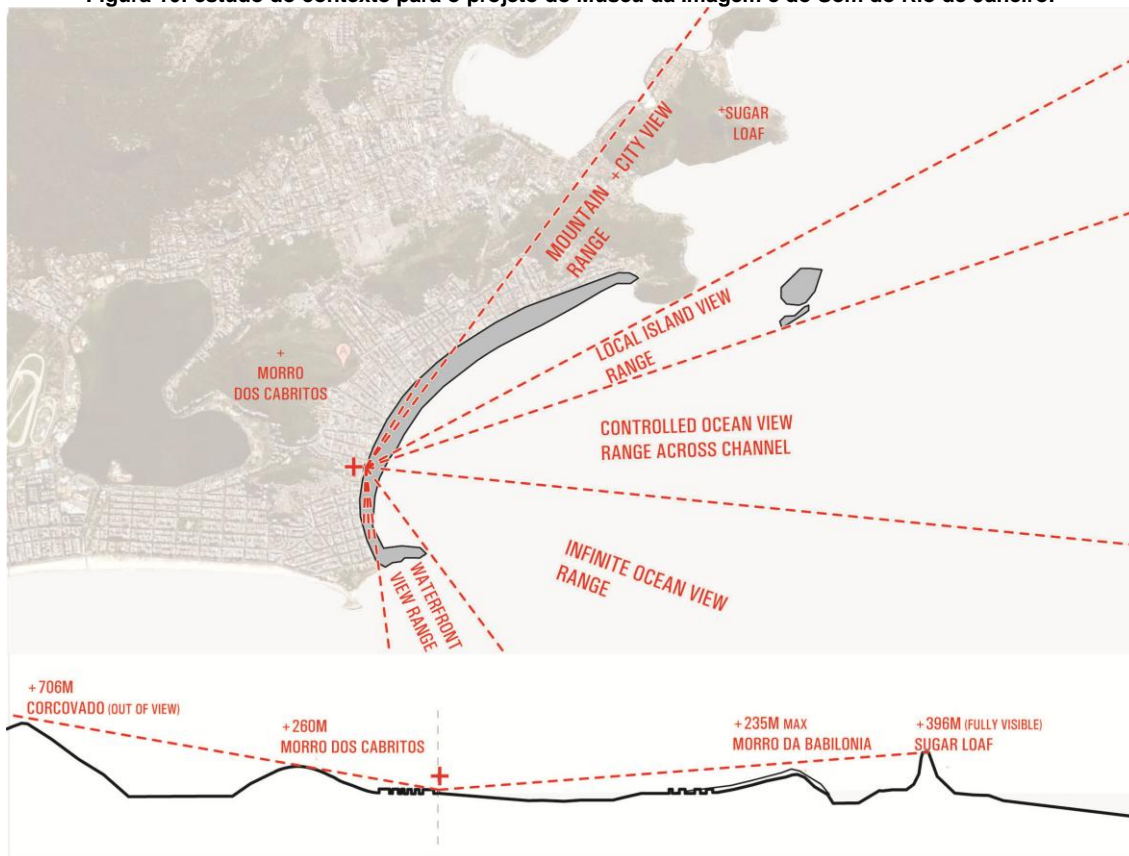 Figura 10: estudo do contexto para o projeto do Museu da Imagem e do Som do Rio de Janeiro.
+SUGAR
LOAF
MOUNTAIN +CITY VIEW
RANGE
LOCAL ISLAND VIEW
RANGE
+
MORRO
DOS CABRITOS
CONTROLLED OCEAN VIEW
RANGE ACROSS CHANNEL
INFINITE OCEAN VIEW
RANGE
WATERFRONT
VIEW RANGE
+706M
CORCOVADO (OUT OF VIEW)
+260M
MORRO DOS CABRITOS
+235M MAX
MORRO DA BABILONIA
+396M (FULLY VISIBLE)
SUGAR LOAF